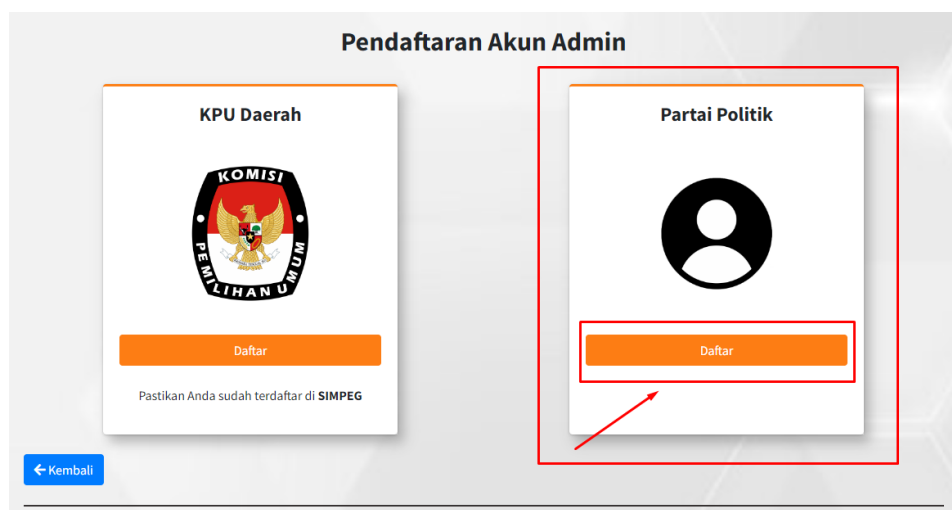 Pendaftaran Akun Admin
KPU Daerah
KOMISI
PEMILIHAN UMUM
Daftar
Pastikan Anda sudah terdaftar di SIMPEG
Partai Politik
Daftar
Kembali